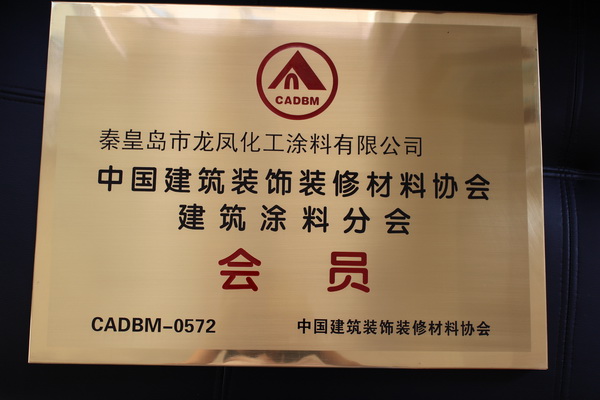 CADBM
秦皇岛市龙凤化工涂料有限公司
中国建筑装饰装修材料协会
建筑涂料分会
会员
CADBM-0572 中国建筑装饰装修材料协会